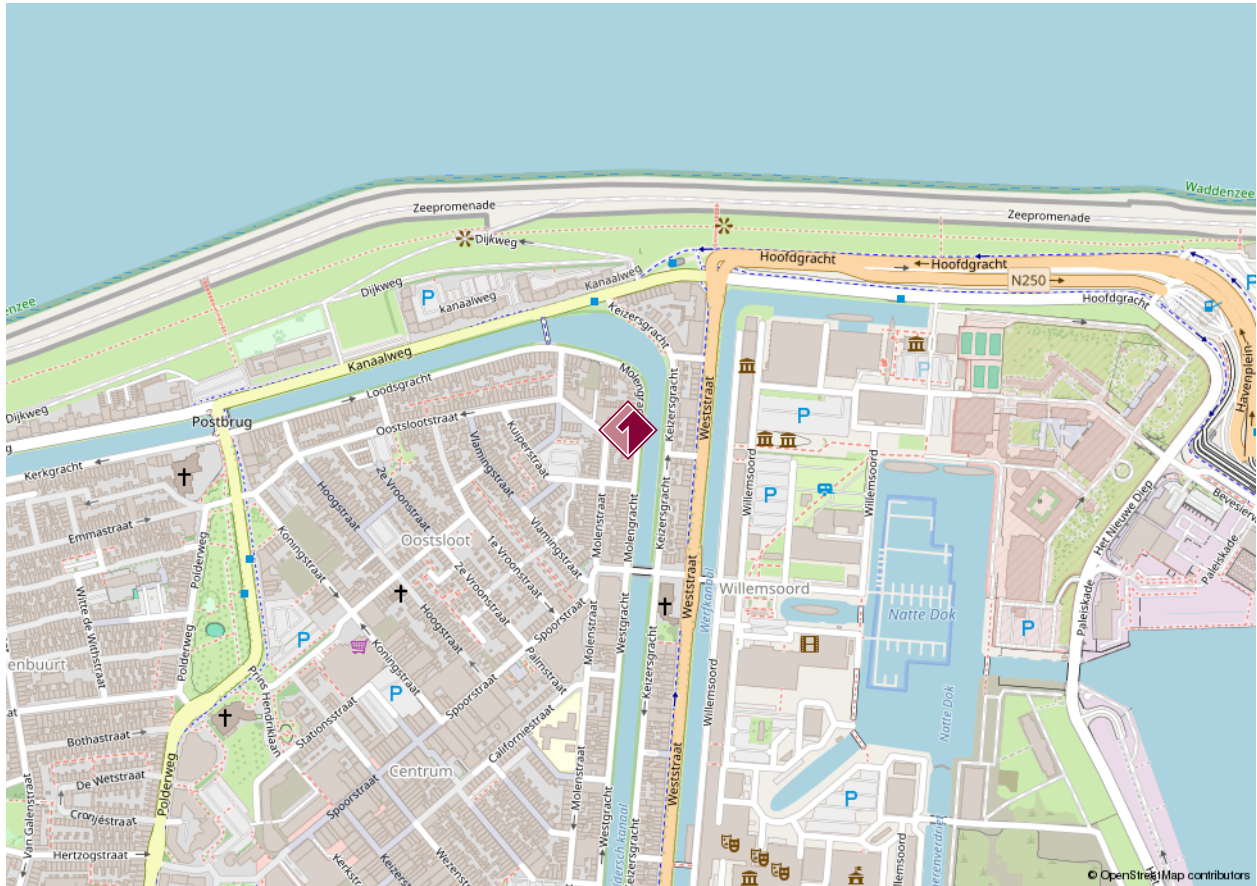 Waddenzee
Zeepromenade
Zeepromenade
Dijkweg
Hoofdgracht
Hoofdgracht
N250
Kanaalweg
Dijkweg
kanaalweg
Hoofdgracht
Keizersgracht
Havenplein
Kanaalweg
Loodsgracht
Weststraat
Keizersgracht
Dijkweg
Postbrug
Oostslootstraat
1
Kuiperstraat
Vlamingstraat
Kerkgracht
2e Vroonstraat
Willemsoord
Willemsoord
Hoogstraat
Emmastraat
Molenstraat
Molengracht
Keizersgracht
Vlamingstraat
Het Nieuwe Diep
Paleiskade
Koningstraat
Oostsloot
1e Vroonstraat
Polderweg
Weststraat
Werfkanaal
Willemsoord
Natte Dok
Paleiskade
Witte de Withstraat
2e Vroonstraat
Hoogstraat
Spoorstraat
Molenstraat
Westgracht
Keizersgracht
Polderweg
Koningstraat
Palmstraat
Prins Hendriklaan
Stationsstraat
Spoorstraat
Californiestraat
Willemsoord
Natte Dok
Bothastraat
Centrum
De Wetstraat
Polderweg
Weststraat
Molenstraat
Westgracht
Spoorstraat
Cronjéstraat
Van Galenstraat
Hertzogstraat
© OpenStreetMap contributors